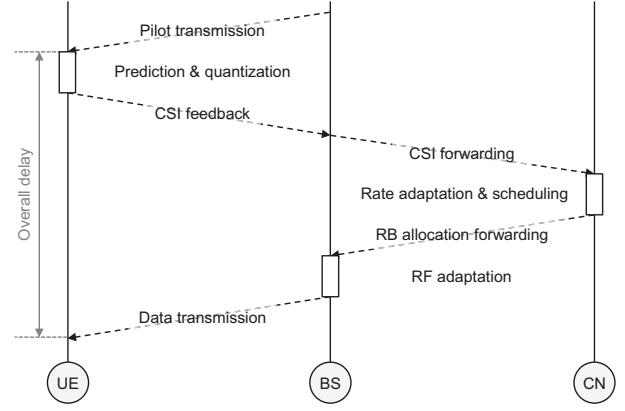 Pilot transmission
Prediction & quantization
CSI feedback
CSI forwarding
Overall delay
Rate adaptation & scheduling
RB allocation forwarding
RF adaptation
Data transmission
UE
BS
CN